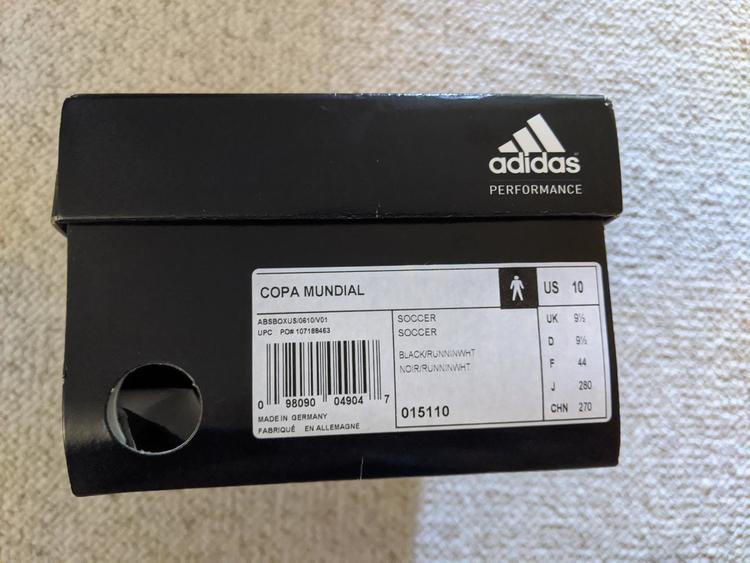 adidas
PERFORMANCE
COPA MUNDIAL
US 10
ABSBOXUS/0610/V01
UPC PO# 107188463
0 98090 04904 7
MADE IN GERMANY
FABRIQUÉ EN ALLEMAGNE
SOCCER
SOCCER
BLACK/RUNNINWHT
NOIR/RUNNINWHT
015110
UK 9½
D 9½
F 44
J 280
CHN 270